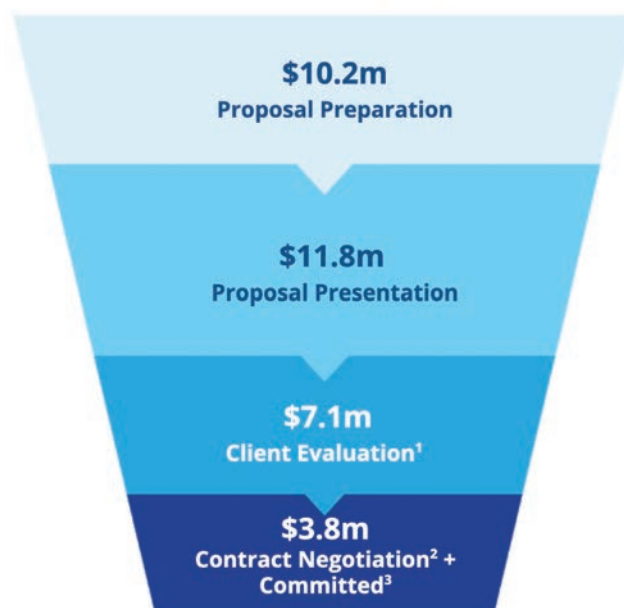 $10.2m
Proposal Preparation
$11.8m
Proposal Presentation
$7.1m
Client Evaluation¹
$3.8m
Contract Negotiation² +
Committed³